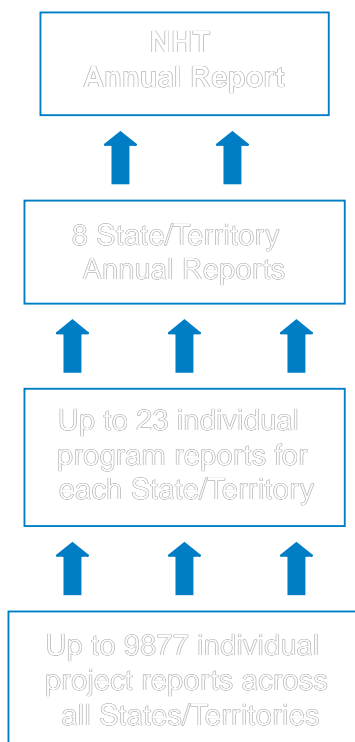 NHT
Annual Report
8 State/Territory
Annual Reports
Up to 23 individual
program reports for
each State/Territory
Up to 9877 individual
project reports across
all States/Territories